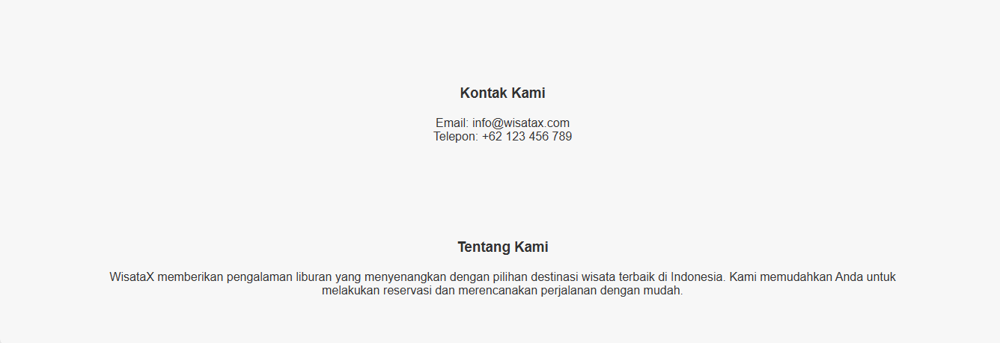 Kontak Kami
Email: info@wisatax.com
Telepon: +62 123 456 789
Tentang Kami
WisataX memberikan pengalaman liburan yang menyenangkan dengan pilihan destinasi wisata terbaik di Indonesia. Kami memudahkan Anda untuk
melakukan reservasi dan merencanakan perjalanan dengan mudah.